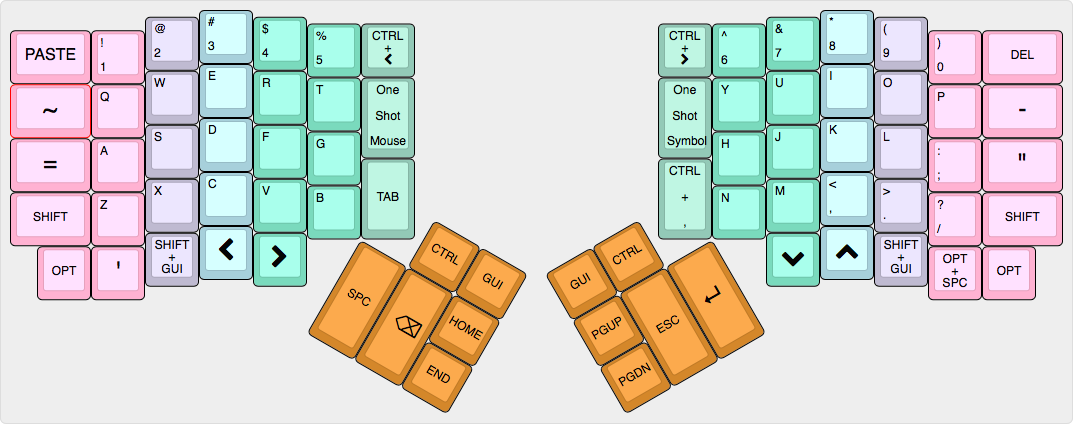 PASTE
!
1
@
2
#
3
$
4
%
5
CTRL
+
<
~
Q
W
E
R
T
One
Shot
Mouse
=
A
S
D
F
G
SHIFT
Z
X
C
V
B
TAB
OPT
'
SHIFT
+
GUI
<
>
CTRL
GUI
SPC
⌫
HOME
END
CTRL
+
>
^
6
&
7
*
8
(
9
)
0
DEL
One
Shot
Symbol
Y
U
I
O
P
-
H
J
K
L
:
;
"
CTRL
+
,
N
M
<
,
>
.
?
/
SHIFT
SHIFT
+
GUI
OPT
+
SPC
OPT
GUI
CTRL
PGUP
ESC
↵
PGDN